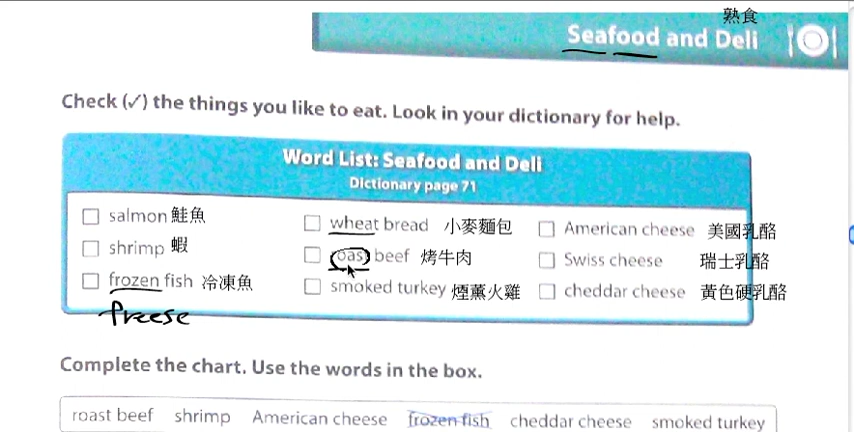 熟食
Seafood and Deli
Check (✓) the things you like to eat. Look in your dictionary for help.
Word List: Seafood and Deli
Dictionary page 71
salmon 鮭魚
wheat bread 小麥麵包
American cheese 美國乳酪
shrimp 蝦
roast beef 烤牛肉
Swiss cheese 瑞士乳酪
frozen fish 冷凍魚
smoked turkey 煙薰火雞
cheddar cheese 黃色硬乳酪
freese
Complete the chart. Use the words in the box.
roast beef shrimp American cheese frozen fish cheddar cheese smoked turkey